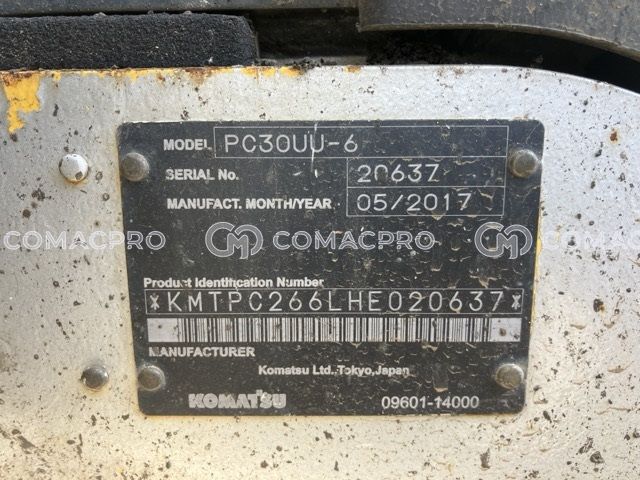 MODEL PC30UU-6
SERIAL No. 20637
MANUFACT. MONTH/YEAR 05/2017
COMACPRO COMACPRO COMACPRO
Product Identification Number
*KMTPC266LHE020637*
MANUFACTURER
Komatsu Ltd.,Tokyo,Japan
KOMATSU 09601-14000